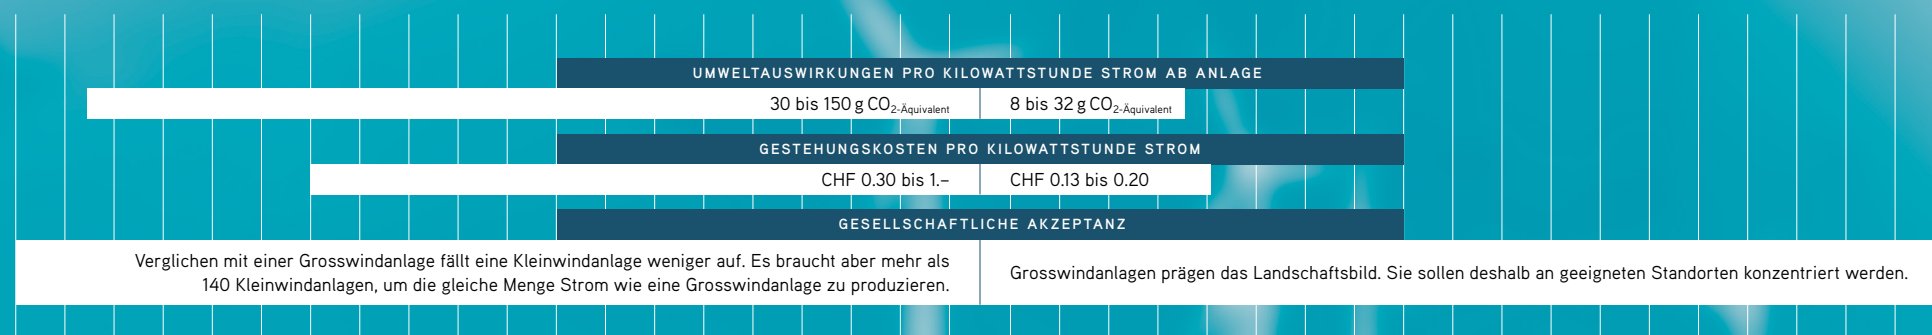 UMWELTAUSWIRKUNGEN PRO KILOWATTSTUNDE STROM AB ANLAGE
30 bis 150 g CO2-Äquivalent
8 bis 32 g CO2-Äquivalent
GESTEHUNGSKOSTEN PRO KILOWATTSTUNDE STROM
CHF 0.30 bis 1.–
CHF 0.13 bis 0.20
GESELLSCHAFTLICHE AKZEPTANZ
Verglichen mit einer Grosswindanlage fällt eine Kleinwindanlage weniger auf. Es braucht aber mehr als
140 Kleinwindanlagen, um die gleiche Menge Strom wie eine Grosswindanlage zu produzieren.
Grosswindanlagen prägen das Landschaftsbild. Sie sollen deshalb an geeigneten Standorten konzentriert werden.